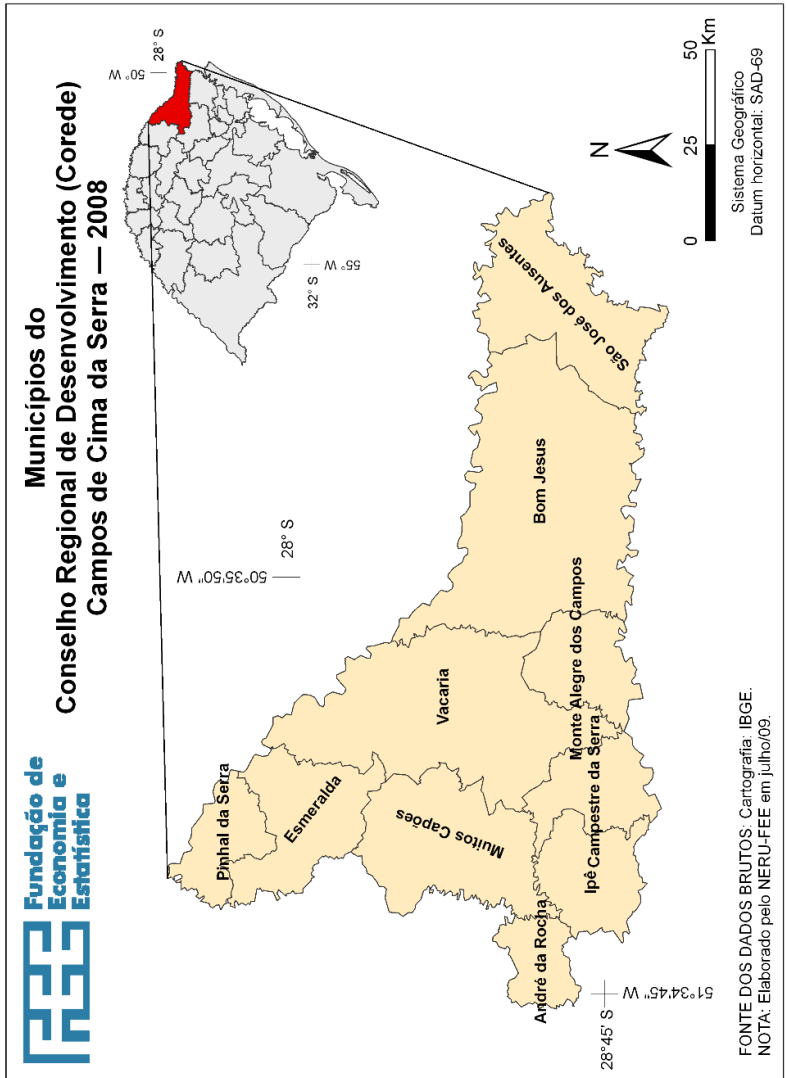 Fundação de
Economia e
Estatística
Municípios do
Conselho Regional de Desenvolvimento (Corede)
Campos de Cima da Serra — 2008
50° W
28° S
55° W
32° S
50°35'50" W
28° S
Pinhal da Serra
Esmeralda
Vacaria
Muitos Capões
André da Rocha
Ipê
Campestre da Serra
Monte Alegre dos Campos
Bom Jesus
São José dos Ausentes
51°34'45" W
28°45' S
N
0
25
50
Km
Sistema Geográfico
Datum horizontal: SAD-69
FONTE DOS DADOS BRUTOS: Cartografia: IBGE.
NOTA: Elaborado pelo NERU-FEE em julho/09.